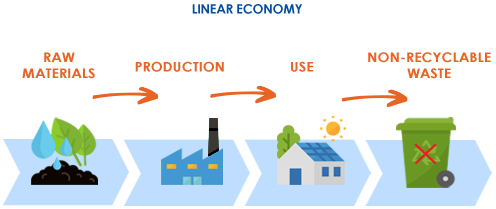 LINEAR ECONOMY
RAW
MATERIALS
PRODUCTION
USE
NON-RECYCLABLE
WASTE